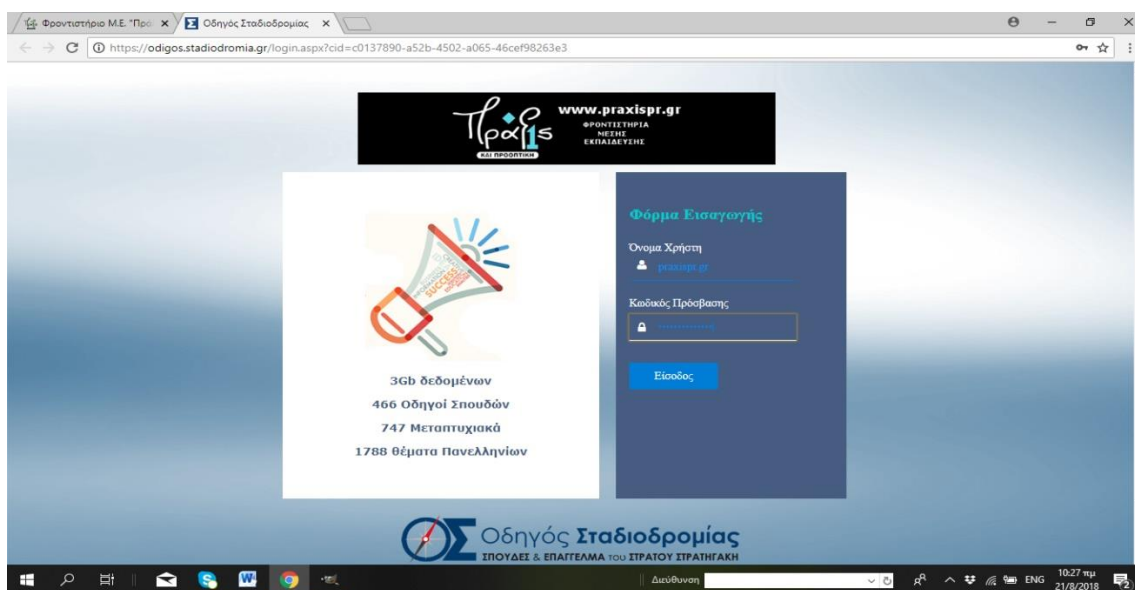 Φροντιστήριο Μ.Ε. "Πρα
Οδηγός Σταδιοδρομίας
https://odigos.stadiodromia.gr/login.aspx?cid=c0137890-a52b-4502-a065-46cef98263e3
Πράξις
ΚΑΙ ΠΡΟΟΠΤΙΚΗ
www.praxispr.gr
ΦΡΟΝΤΙΣΤΗΡΙΑ
ΜΕΣΗΣ
ΕΚΠΑΙΔΕΥΣΗΣ
SUCCESS
3Gb δεδομένων
466 Οδηγοί Σπουδών
747 Μεταπτυχιακά
1788 θέματα Πανελληνίων
Φόρμα Εισαγωγής
Όνομα Χρήστη
praxispr.gr
Κωδικός Πρόσβασης
Είσοδος
Οδηγός Σταδιοδρομίας
ΣΠΟΥΔΕΣ & ΕΠΑΓΓΕΛΜΑ του ΣΤΡΑΤΟΥ ΣΤΡΑΤΗΓΑΚΗ
Διεύθυνση
ENG
10:27 πμ
21/8/2018